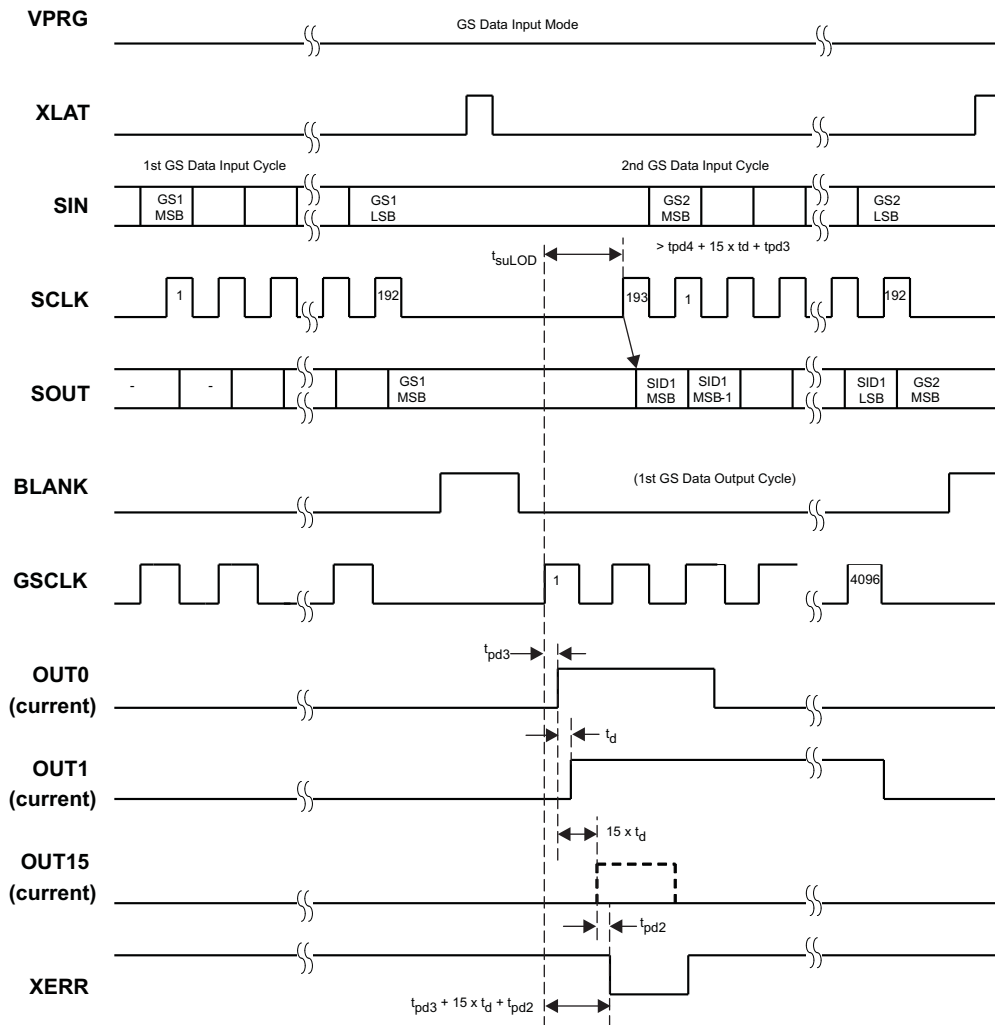 VPRG
GS Data Input Mode
XLAT
1st GS Data Input Cycle
2nd GS Data Input Cycle
SIN
GS1
MSB
GS1
LSB
GS2
MSB
GS2
LSB
tsuLOD
> tpd4 + 15 x td + tpd3
SCLK
1
192
193
1
192
SOUT
-
-
GS1
MSB
SID1
MSB
SID1
MSB-1
SID1
LSB
GS2
MSB
BLANK
(1st GS Data Output Cycle)
GSCLK
1
4096
tpd3
OUT0
(current)
td
OUT1
(current)
15 x td
OUT15
(current)
tpd2
XERR
tpd3 + 15 x td + tpd2